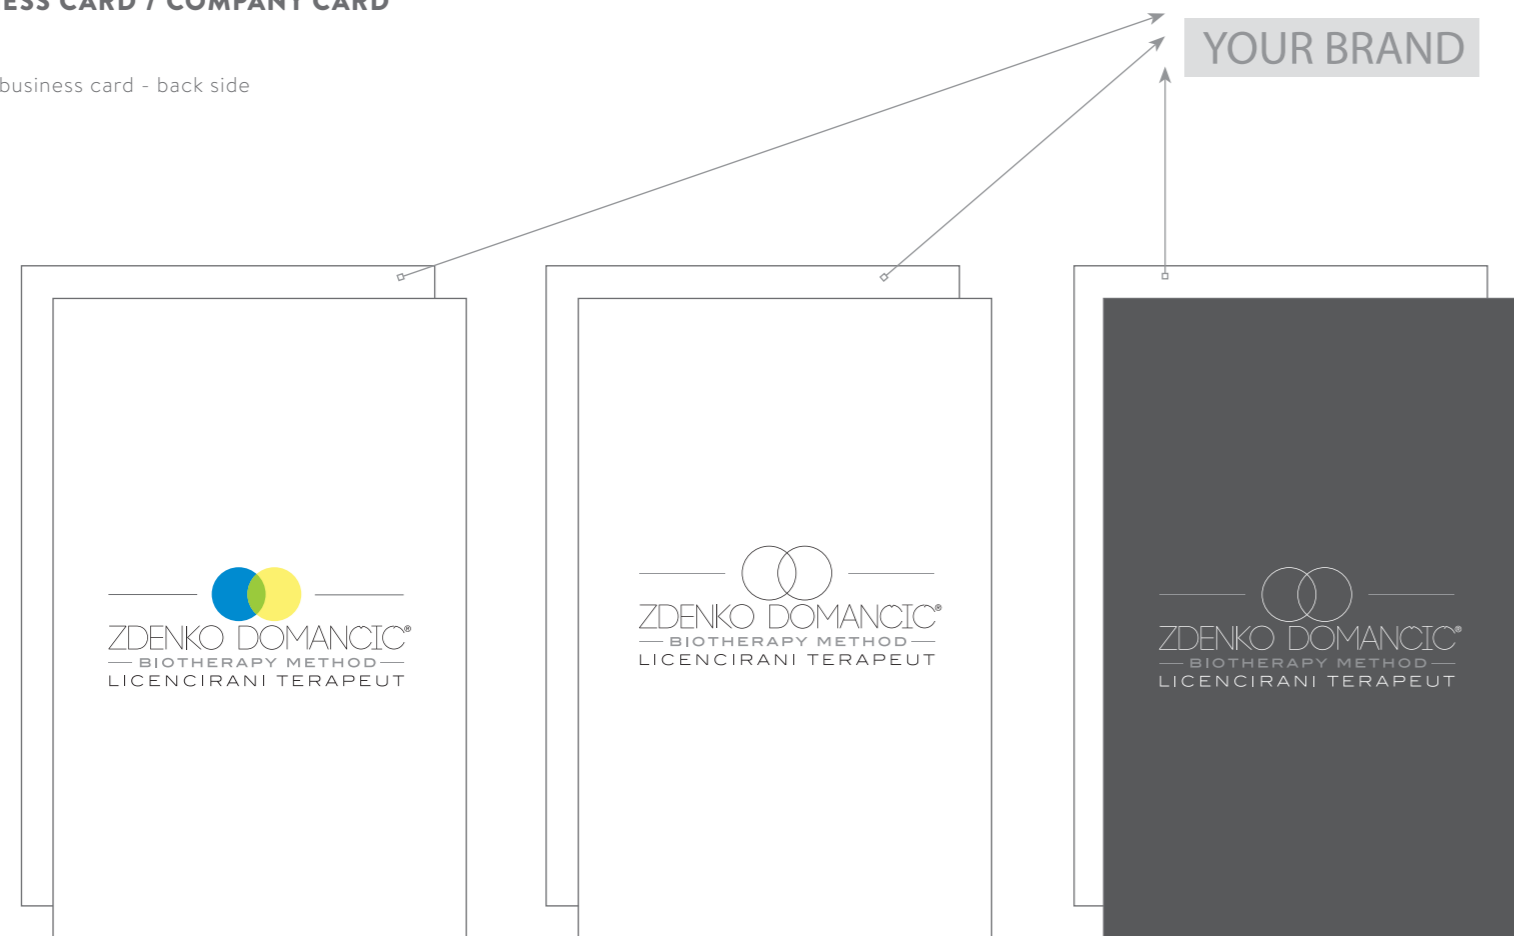 ESS CARD / COMPANY CARD
YOUR BRAND
business card - back side
ZDENKO DOMANCIC®
BIOTHERAPY METHOD
LICENCIRANI TERAPEUT
ZDENKO DOMANCIC®
BIOTHERAPY METHOD
LICENCIRANI TERAPEUT
ZDENKO DOMANCIC®
BIOTHERAPY METHOD
LICENCIRANI TERAPEUT